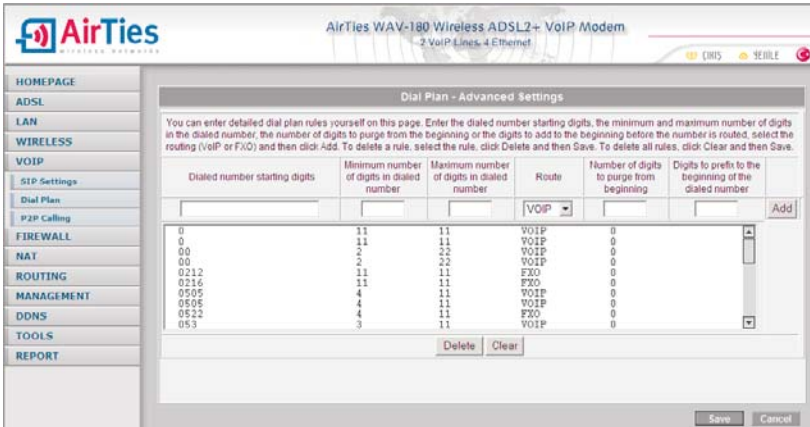 AirTies
wireless networks
AirTies WAV-180 Wireless ADSL2+ VoIP Modem
2 VoIP Lines, 4 Ethernet
HOMEPAGE
ADSL
LAN
WIRELESS
VOIP
SIP Settings
Dial Plan
P2P Calling
FIREWALL
NAT
ROUTING
MANAGEMENT
DDNS
TOOLS
REPORT
Dial Plan - Advanced Settings
You can enter detailed dial plan rules yourself on this page. Enter the dialed number starting digits, the minimum and maximum number of digits
in the dialed number, the number of digits to purge from the beginning or the digits to add to the beginning before the number is routed, select the
routing (VoIP or FXO) and then click Add. To delete a rule, select the rule, click Delete and then Save. To delete all rules, click Clear and then Save.
Dialed number starting digits
Minimum number of digits in dialed number
Maximum number of digits in dialed number
Route
Number of digits to purge from beginning
Digits to prefix to the beginning of the dialed number
VOIP
Add
0 11 11 VOIP 0
0 11 11 VOIP 0
00 2 22 VOIP 0
00 2 22 VOIP 0
0212 11 11 FXO 0
0216 11 11 FXO 0
0505 4 11 VOIP 0
0505 4 11 VOIP 0
0522 4 11 FXO 0
053 3 11 VOIP 0
Delete Clear
Save Cancel